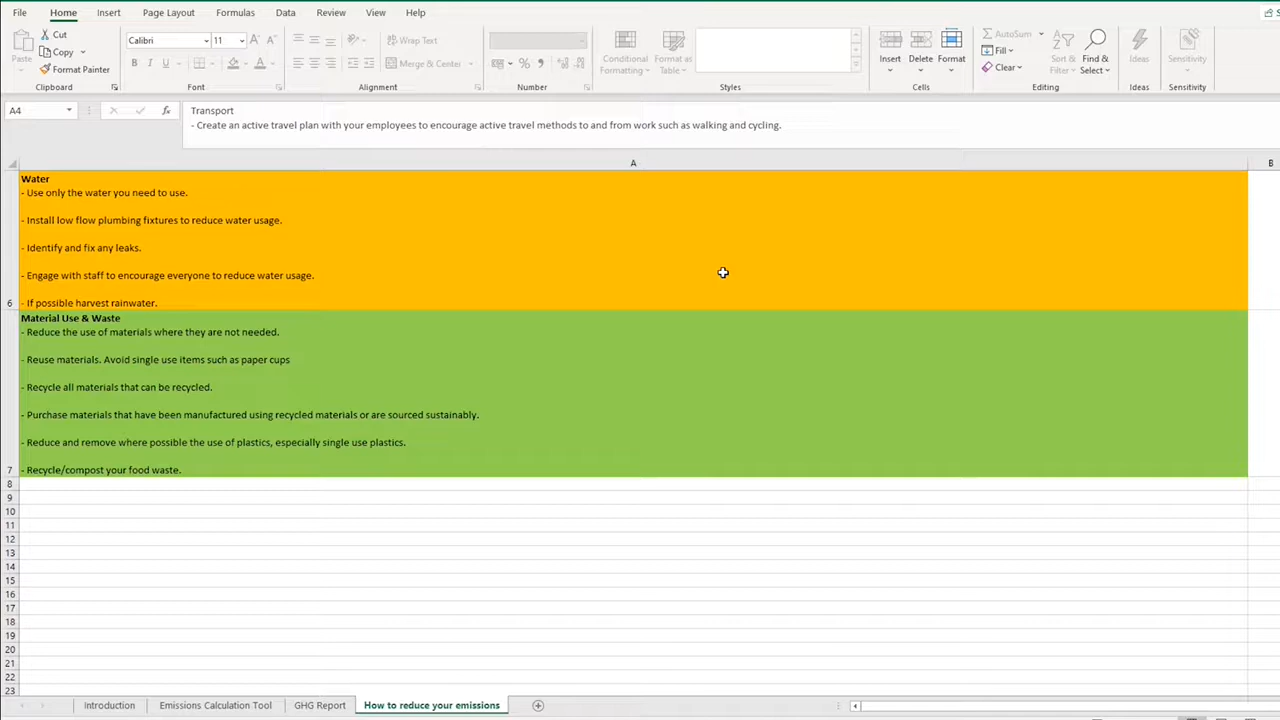 File Home Insert Page Layout Formulas Data Review View Help
Cut
Copy
Format Painter
Paste
Clipboard
Calibri 11
B I U
Font
Wrap Text
Merge & Center
Alignment
%
Number
Conditional Formatting
Format as Table
Styles
Insert Delete Format
Cells
AutoSum
Fill
Clear
Sort & Filter
Find & Select
Editing
Ideas
Ideas
Sensitivity
Sensitivity
A4
fx
Transport
- Create an active travel plan with your employees to encourage active travel methods to and from work such as walking and cycling.
A B
Water
- Use only the water you need to use.
- Install low flow plumbing fixtures to reduce water usage.
- Identify and fix any leaks.
- Engage with staff to encourage everyone to reduce water usage.
6 - If possible harvest rainwater.
Material Use & Waste
- Reduce the use of materials where they are not needed.
- Reuse materials. Avoid single use items such as paper cups
- Recycle all materials that can be recycled.
- Purchase materials that have been manufactured using recycled materials or are sourced sustainably.
- Reduce and remove where possible the use of plastics, especially single use plastics.
7 - Recycle/compost your food waste.
8
9
10
11
12
13
14
15
16
17
18
19
20
21
22
23
Introduction Emissions Calculation Tool GHG Report How to reduce your emissions